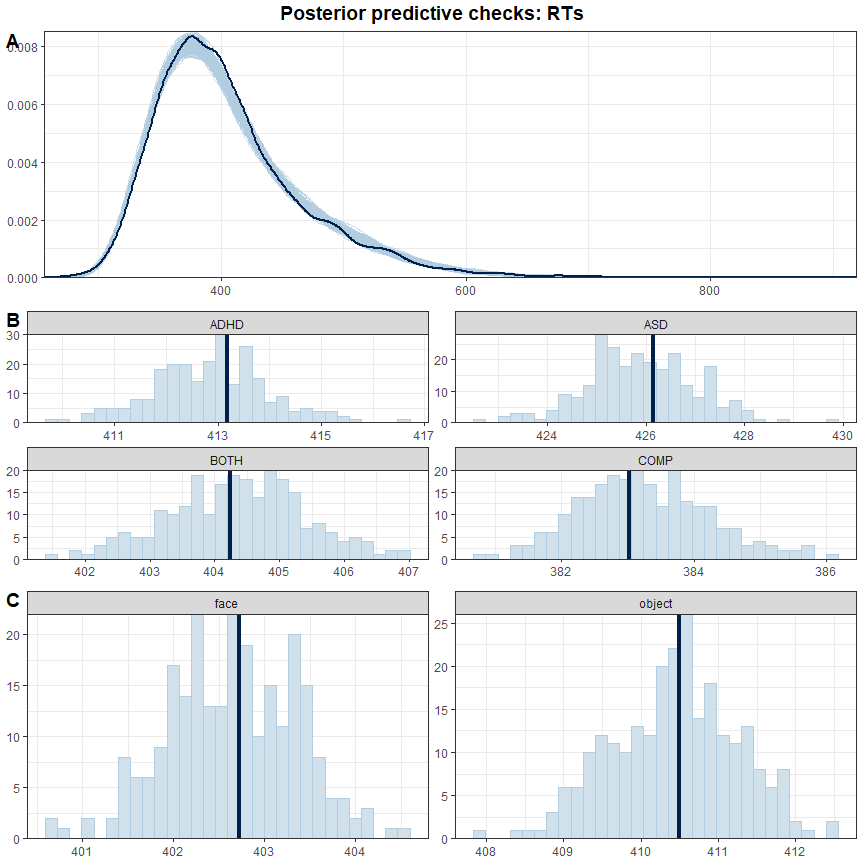 Posterior predictive checks: RTs
A
0.008
0.006
0.004
0.002
0.000
400 600 800
B
ADHD ASD
30
20
10
0
20
10
0
411 413 415 417
424 426 428 430
BOTH COMP
20
15
10
5
0
20
15
10
5
0
402 403 404 405 406 407
382 384 386
C
face object
20
15
10
5
0
25
20
15
10
5
0
401 402 403 404
408 409 410 411 412